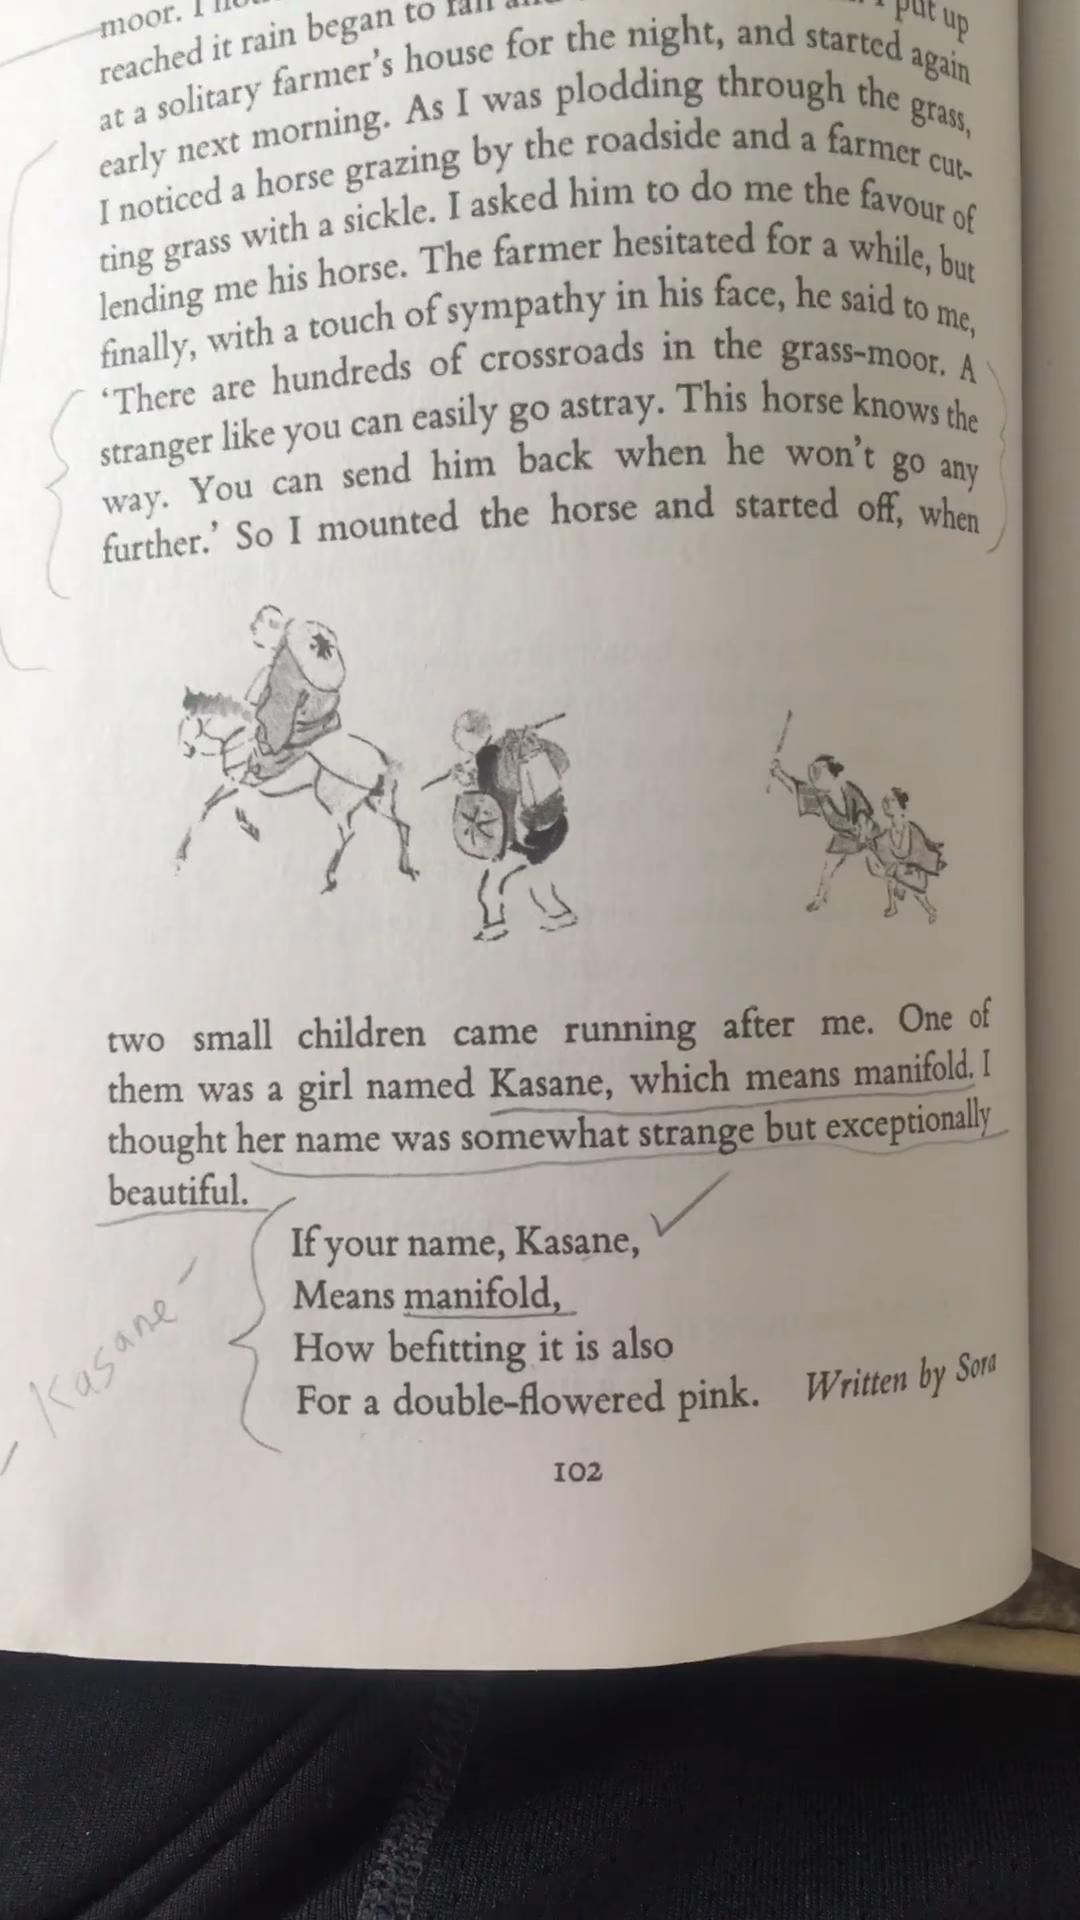 moor. I
reached it rain began to fall and I put up
at a solitary farmer's house for the night, and started again
early next morning. As I was plodding through the grass,
I noticed a horse grazing by the roadside and a farmer cut-
ting grass with a sickle. I asked him to do me the favour of
lending me his horse. The farmer hesitated for a while, but
finally, with a touch of sympathy in his face, he said to me,
‘There are hundreds of crossroads in the grass-moor. A
stranger like you can easily go astray. This horse knows the
way. You can send him back when he won't go any
further.’ So I mounted the horse and started off, when
two small children came running after me. One of
them was a girl named Kasane, which means manifold. I
thought her name was somewhat strange but exceptionally
beautiful.
If your name, Kasane,
Means manifold,
How befitting it is also
For a double-flowered pink. Written by Sora
Kasane
102